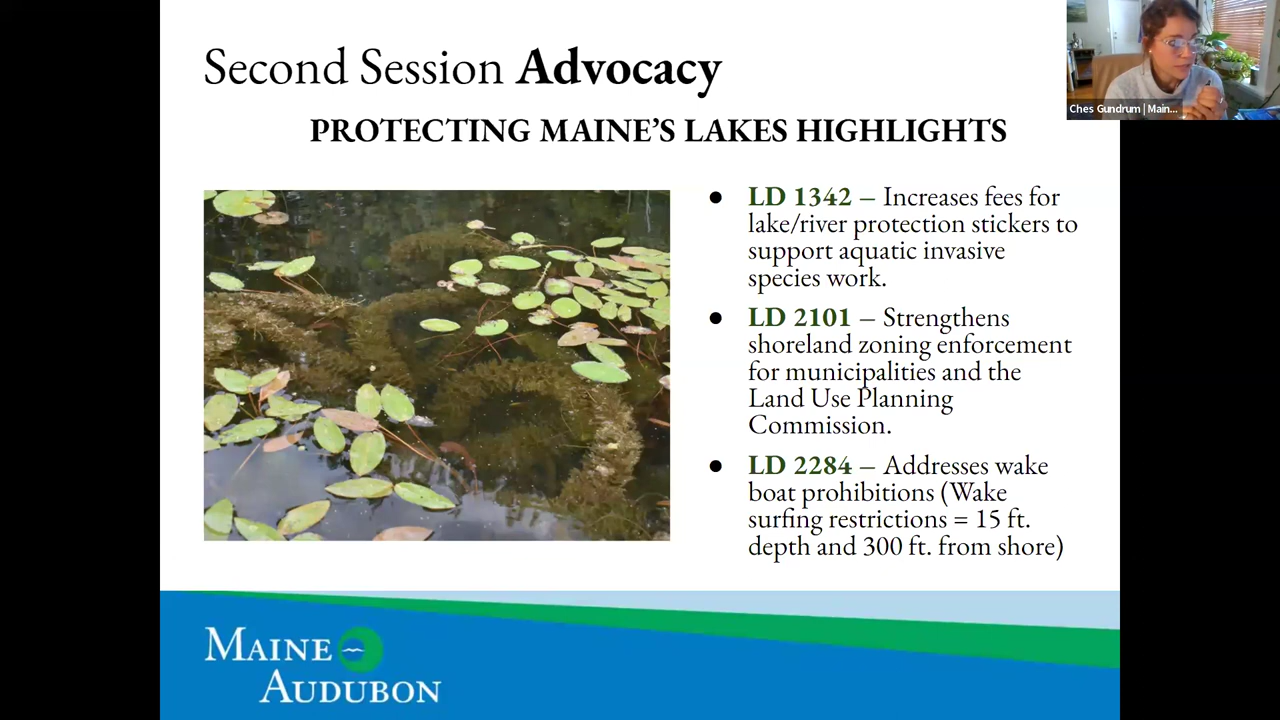 Second Session Advocacy
PROTECTING MAINE'S LAKES HIGHLIGHTS
Ches Gundrum | Main...
● LD 1342 – Increases fees for
lake/river protection stickers to
support aquatic invasive
species work.
● LD 2101 – Strengthens
shoreland zoning enforcement
for municipalities and the
Land Use Planning
Commission.
● LD 2284 – Addresses wake
boat prohibitions (Wake
surfing restrictions = 15 ft.
depth and 300 ft. from shore)
MAINE
AUDUBON